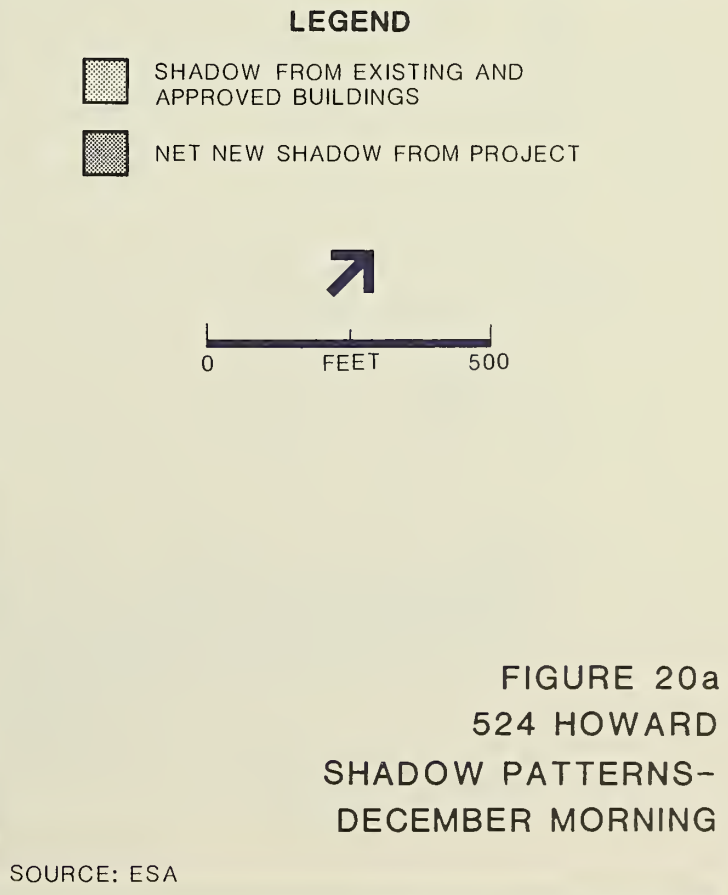 LEGEND
SHADOW FROM EXISTING AND
APPROVED BUILDINGS
NET NEW SHADOW FROM PROJECT
0 FEET 500
FIGURE 20a
524 HOWARD
SHADOW PATTERNS-
DECEMBER MORNING
SOURCE: ESA